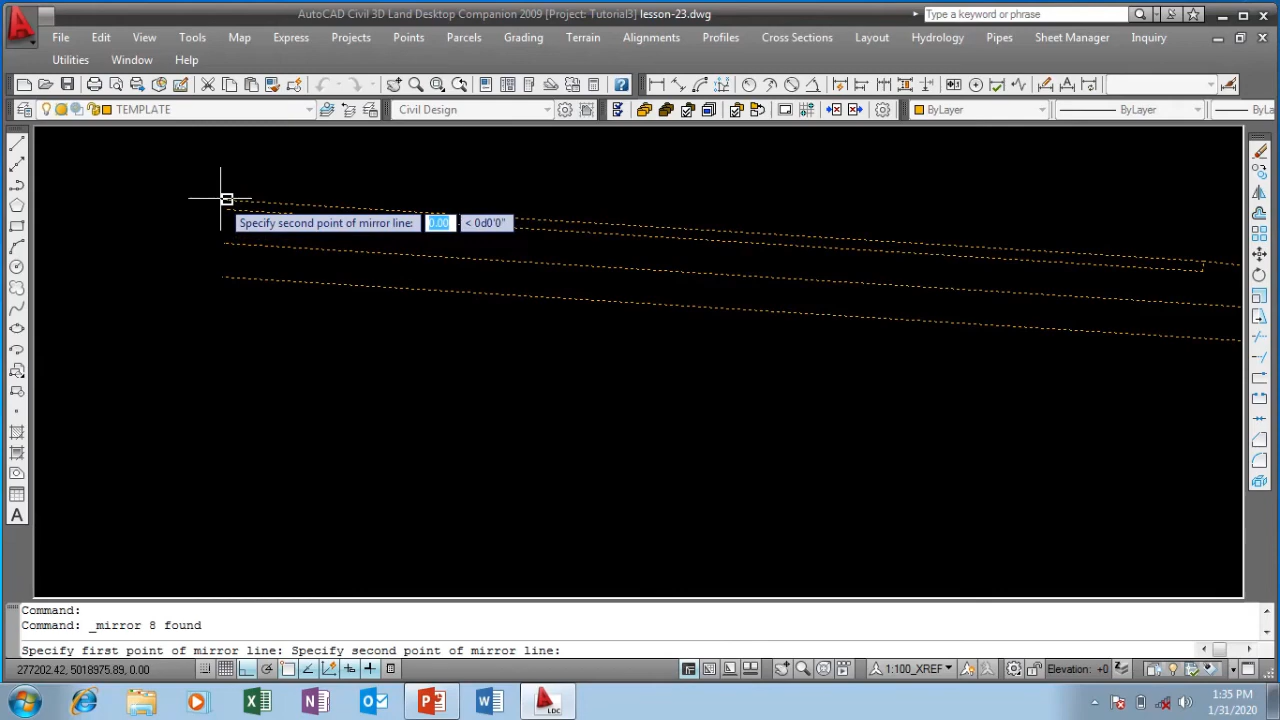 AutoCAD Civil 3D Land Desktop Companion 2009 [Project: Tutorial3] lesson-23.dwg
Type a keyword or phrase
File Edit View Tools Map Express Projects Points Parcels Grading Terrain Alignments Profiles Cross Sections Layout Hydrology Pipes Sheet Manager Inquiry
Utilities Window Help
TEMPLATE
Civil Design
ByLayer
ByLayer
ByLa
Specify second point of mirror line: 0.00 < 0d0'0"
A
Command:
Command: _mirror 8 found
Specify first point of mirror line: Specify second point of mirror line:
277202.42, 5018975.89, 0.00
1:100_XREF
Elevation: +0
LDC
1:35 PM
1/31/2020